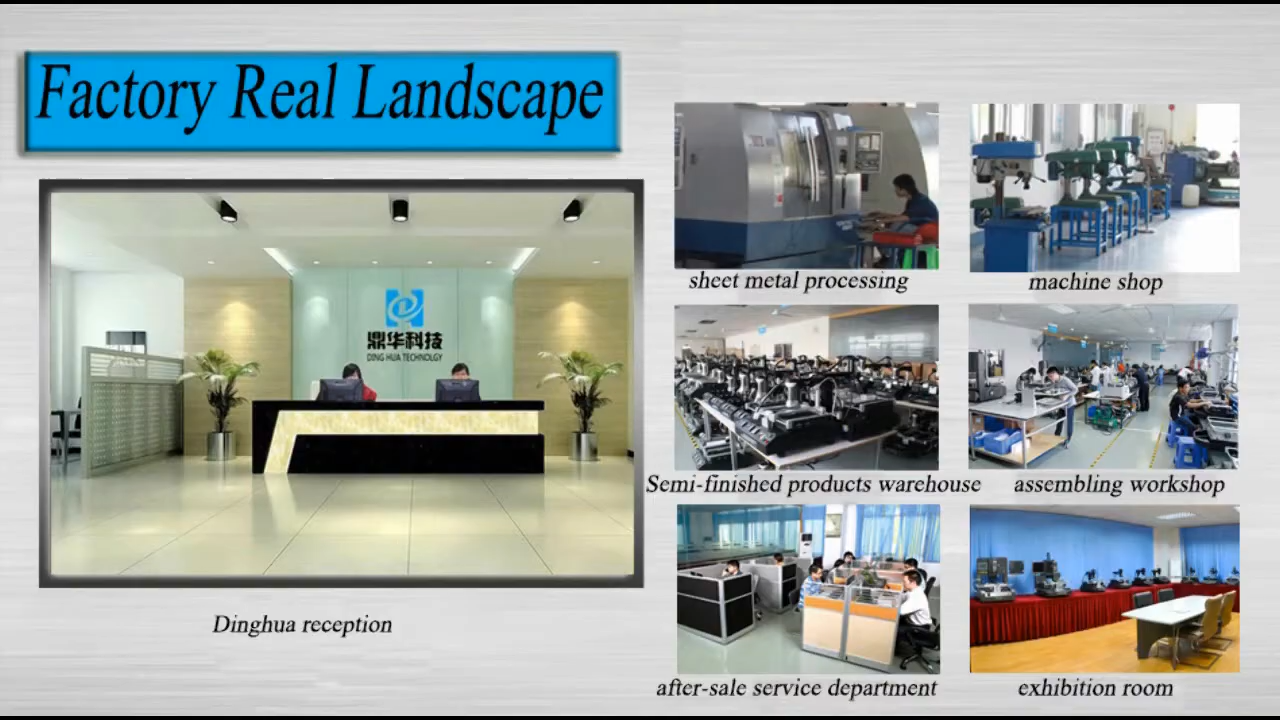 Factory Real Landscape
鼎华科技
DING HUA TECHNOLGY
Dinghua reception
sheet metal processing
machine shop
Semi-finished products warehouse
assembling workshop
after-sale service department
exhibition room